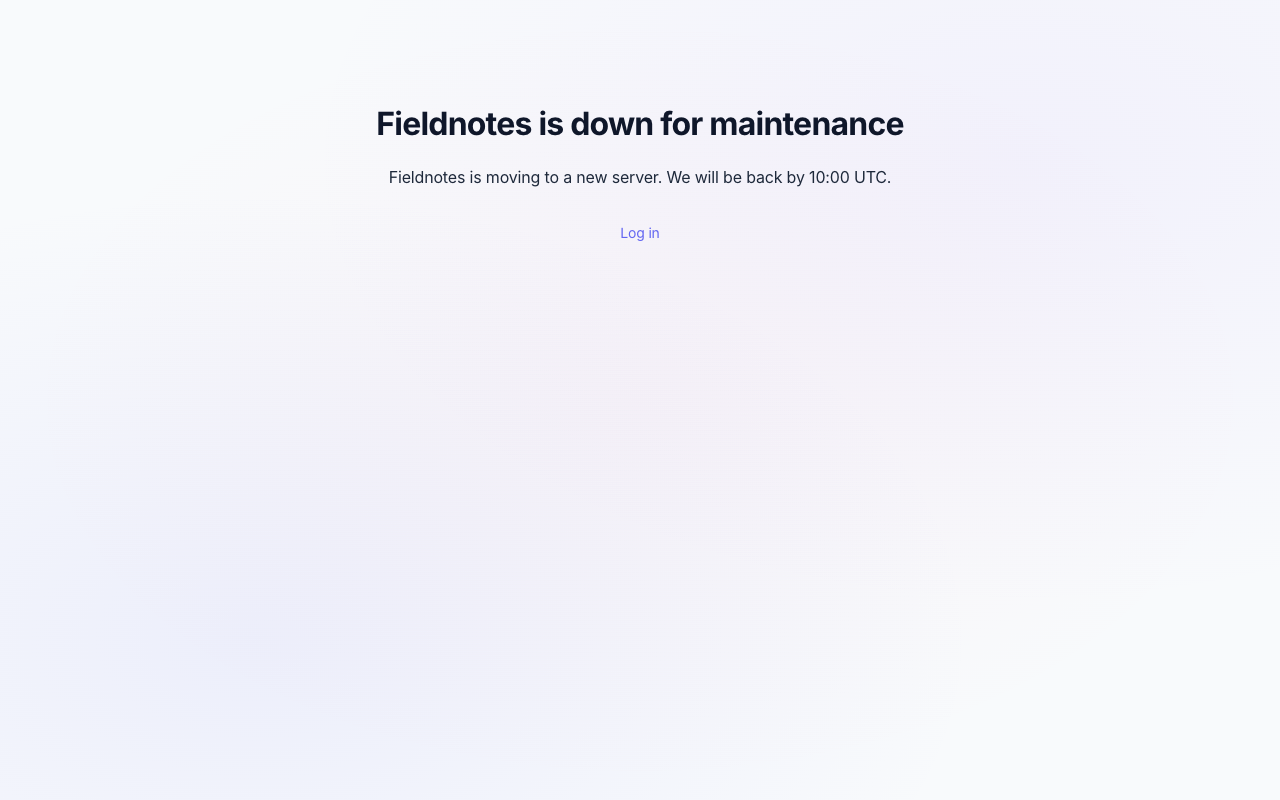 Fieldnotes is down for maintenance
Fieldnotes is moving to a new server. We will be back by 10:00 UTC.
Log in